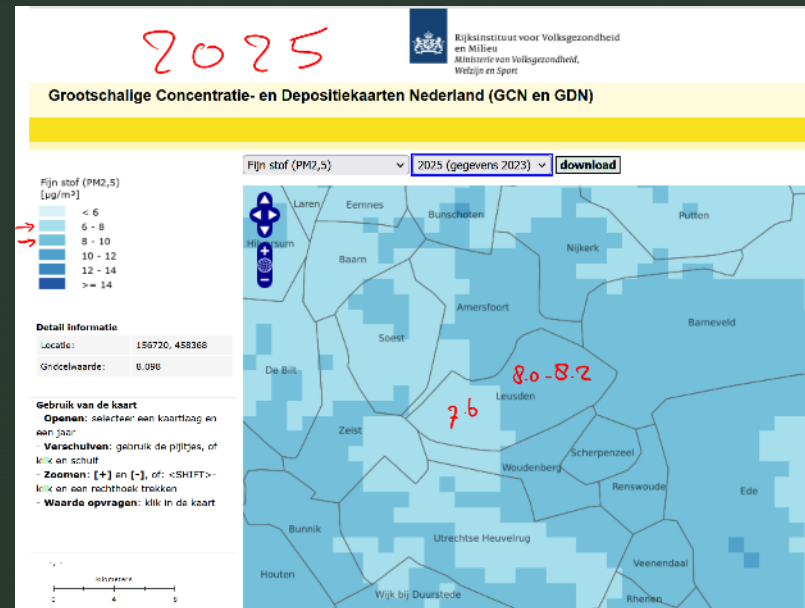 2025
Rijksinstituut voor Volksgezondheid
en Milieu
Ministerie van Volksgezondheid,
Welzijn en Sport
Grootschalige Concentratie- en Depositiekaarten Nederland (GCN en GDN)
Fijn stof (PM2,5)
2025 (gegevens 2023)
download
Fijn stof (PM2,5)
[µg/m³]
< 6
6 - 8
8 - 10
10 - 12
12 - 14
>= 14
Detail informatie
Locatie: 156720, 458368
Gridcelwaarde: 8.098
Gebruik van de kaart
- Openen: selecteer een kaartlaag en
een jaar
- Verschuiven: gebruik de pijltjes, of
klik en schuif
- Zoomen: [+] en [-], of: <SHIFT>-
klik en een rechthoek trekken
- Waarde opvragen: klik in de kaart
kilometers
Laren
Eemnes
Bunschoten
Putten
Hilversum
Baarn
Nijkerk
Amersfoort
Barneveld
Soest
De Bilt
8.0-8.2
Leusden
7.6
Zeist
Scherpenzeel
Woudenberg
Renswoude
Ede
Bunnik
Utrechtse Heuvelrug
Veenendaal
Houten
Wijk bij Duurstede
Rhenen